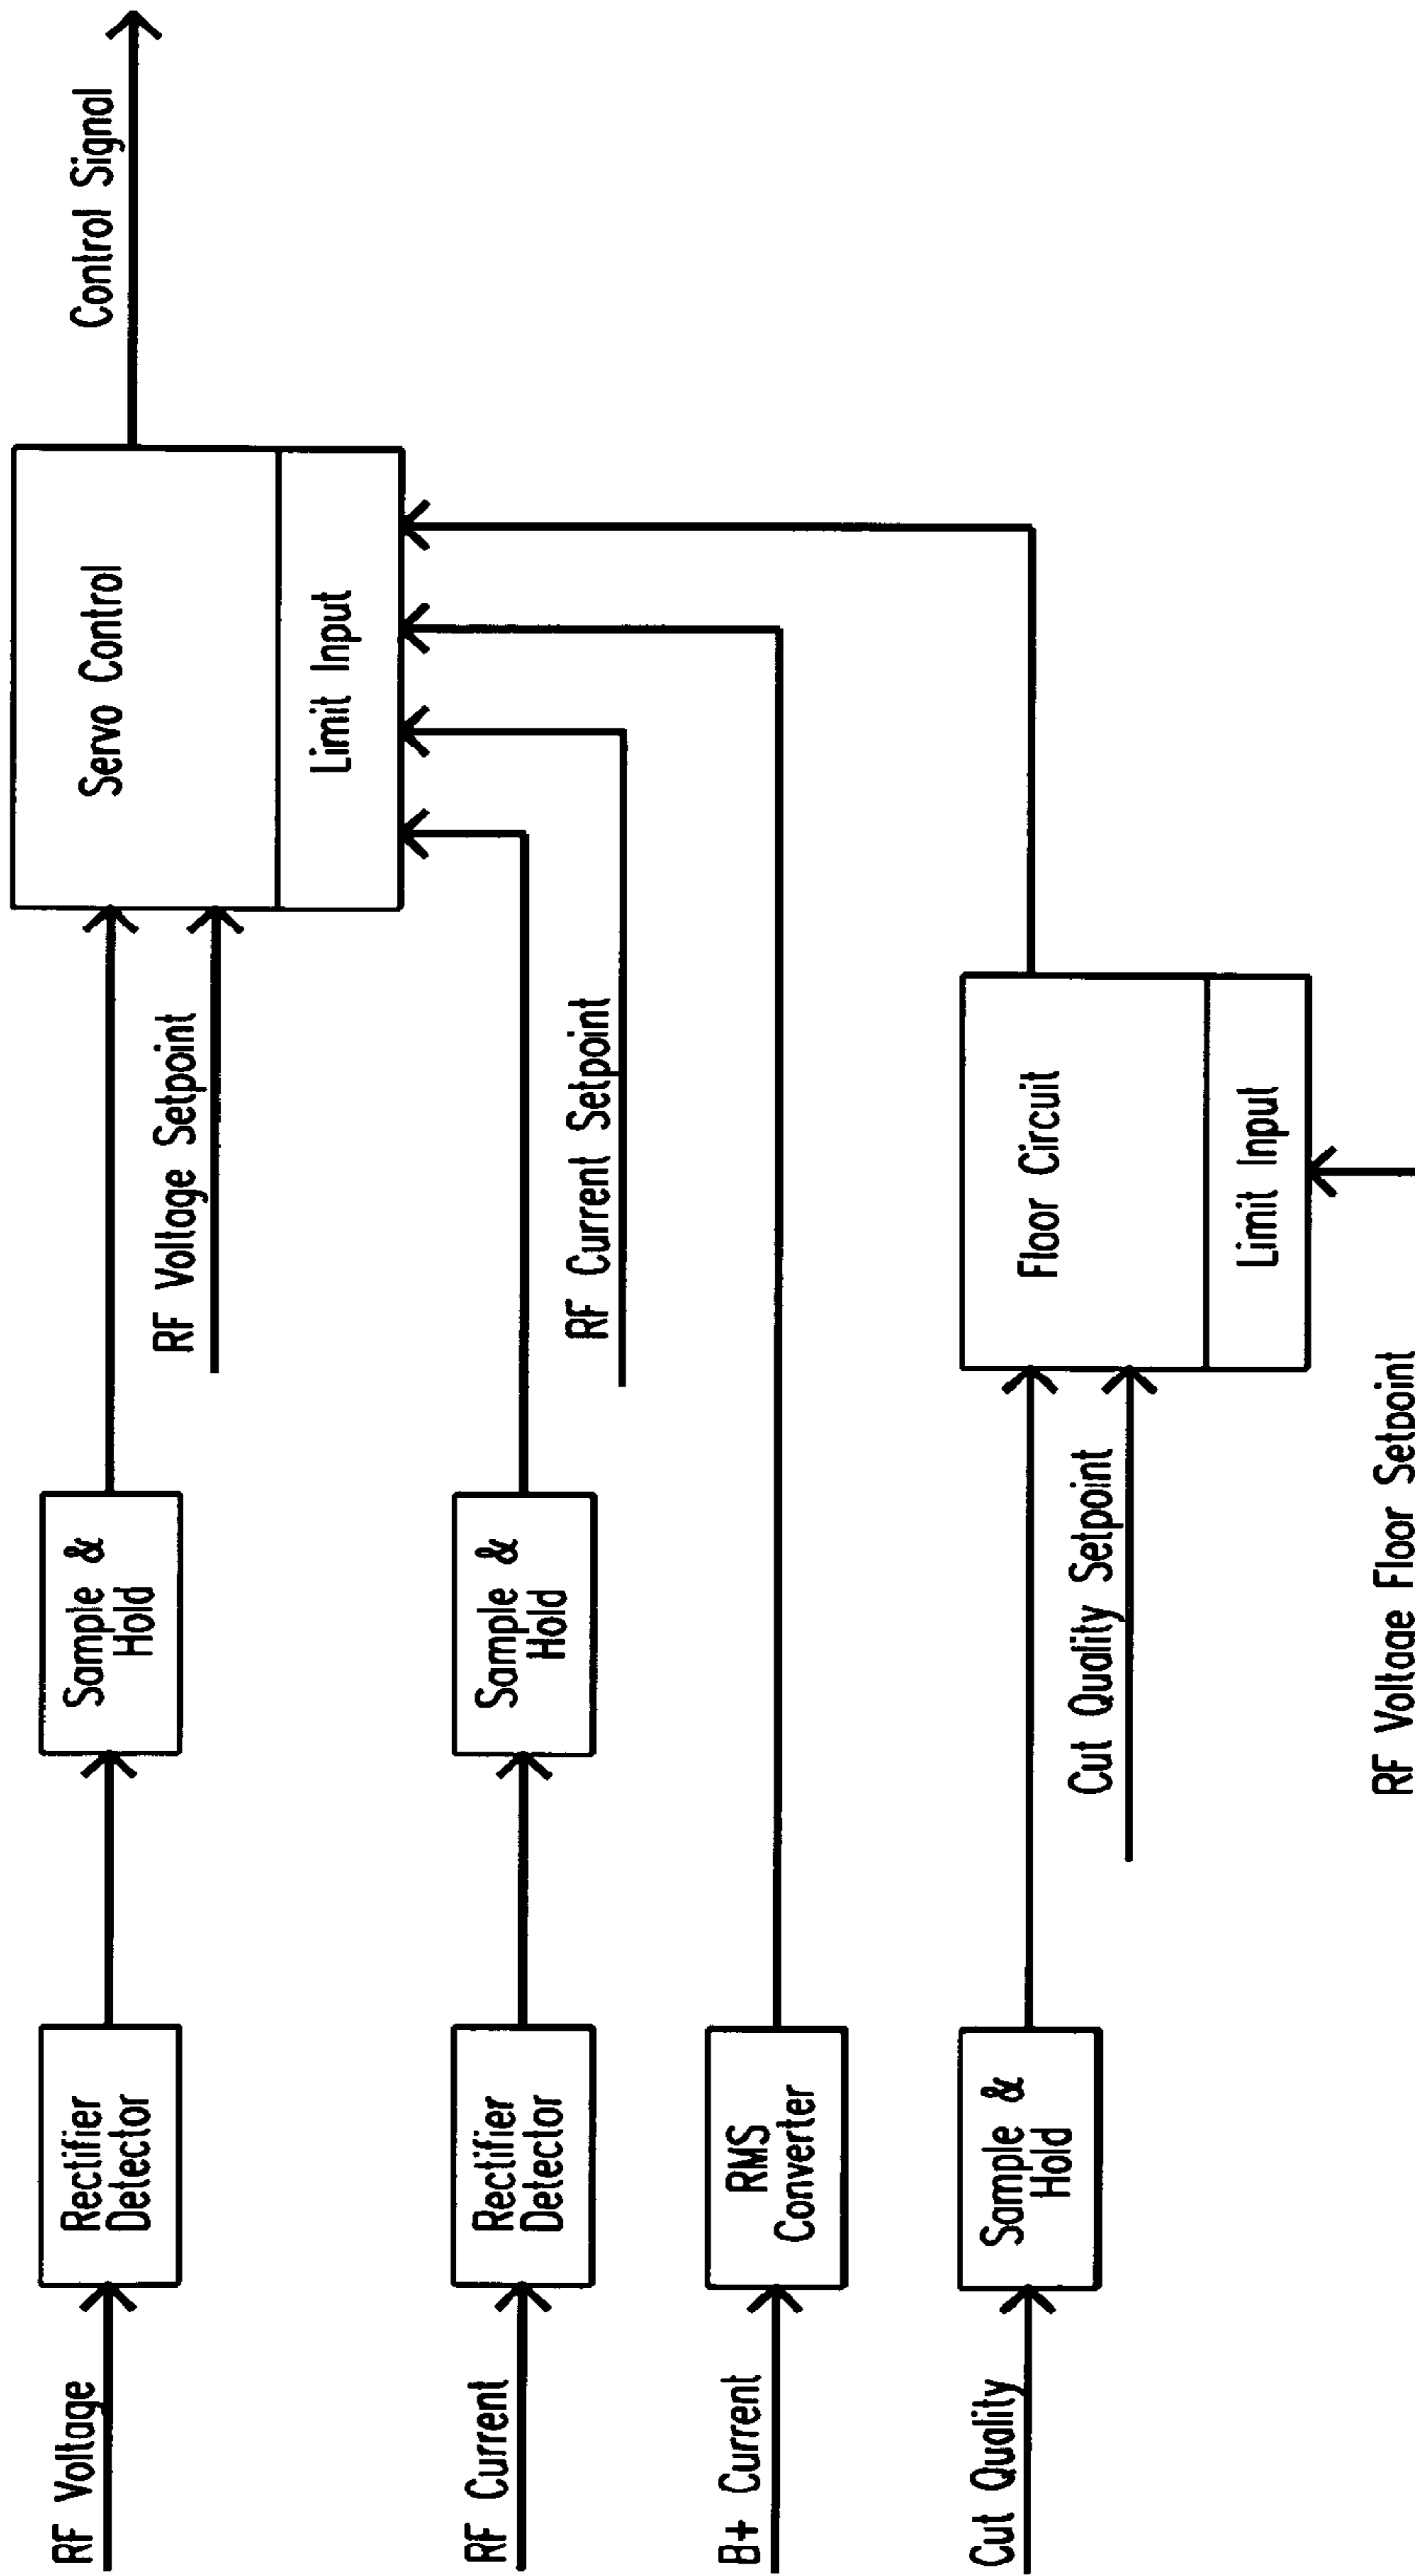 RF Voltage
Rectifier
Detector
Sample &
Hold
RF Voltage Setpoint
Servo Control
Limit Input
Control Signal
RF Current
Rectifier
Detector
Sample &
Hold
RF Current Setpoint
B+ Current
RMS
Converter
Cut Quality
Sample &
Hold
Cut Quality Setpoint
Floor Circuit
Limit Input
RF Voltage Floor Setpoint